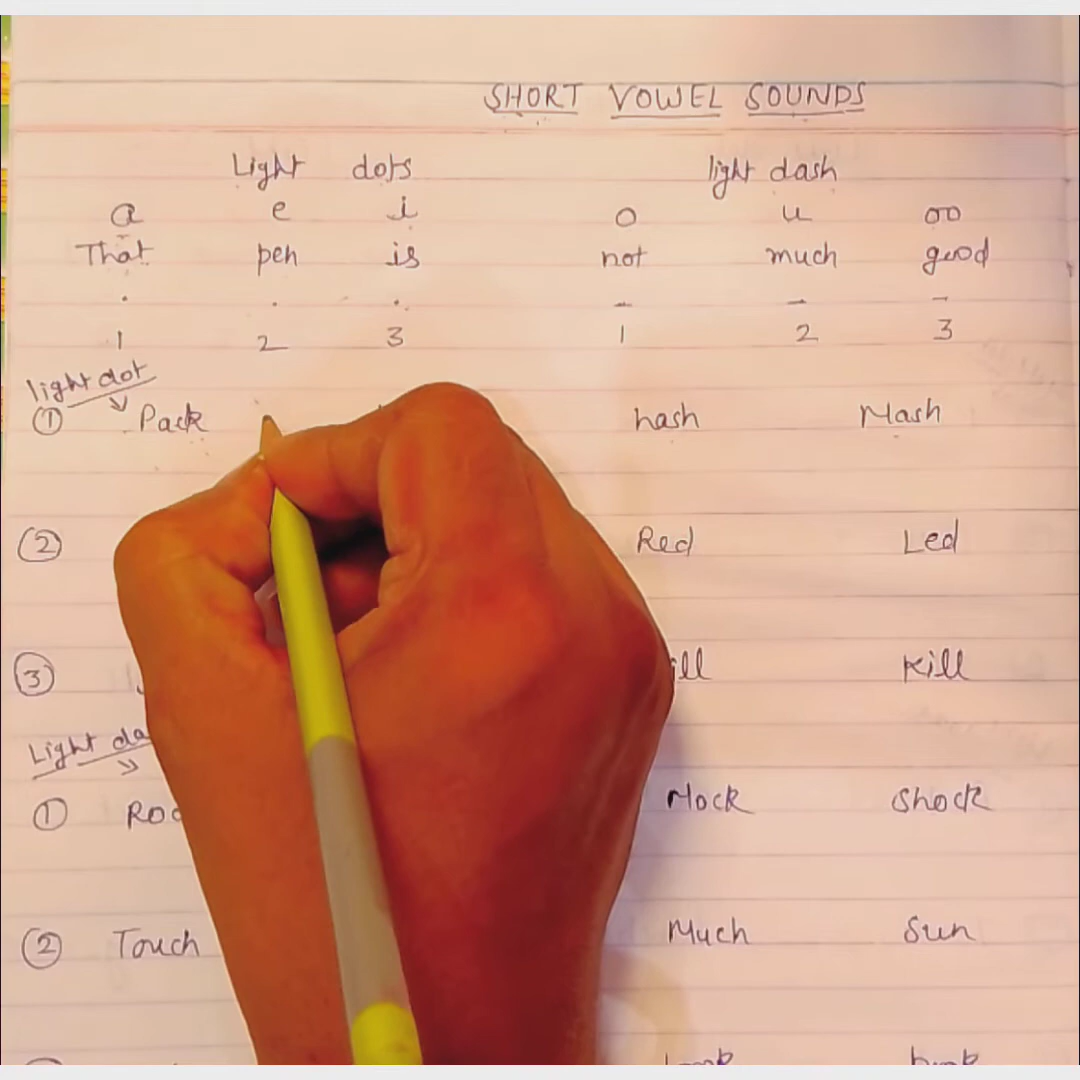 SHORT VOWEL SOUNDS
Light dots light dash
a e i o u oo
That pen is not much good
. . . – – –
1 2 3 1 2 3
light dot
① Pack hash Mash
② Red Led
③ Kill
Light
① Mock Shock
② Touch Much Sun